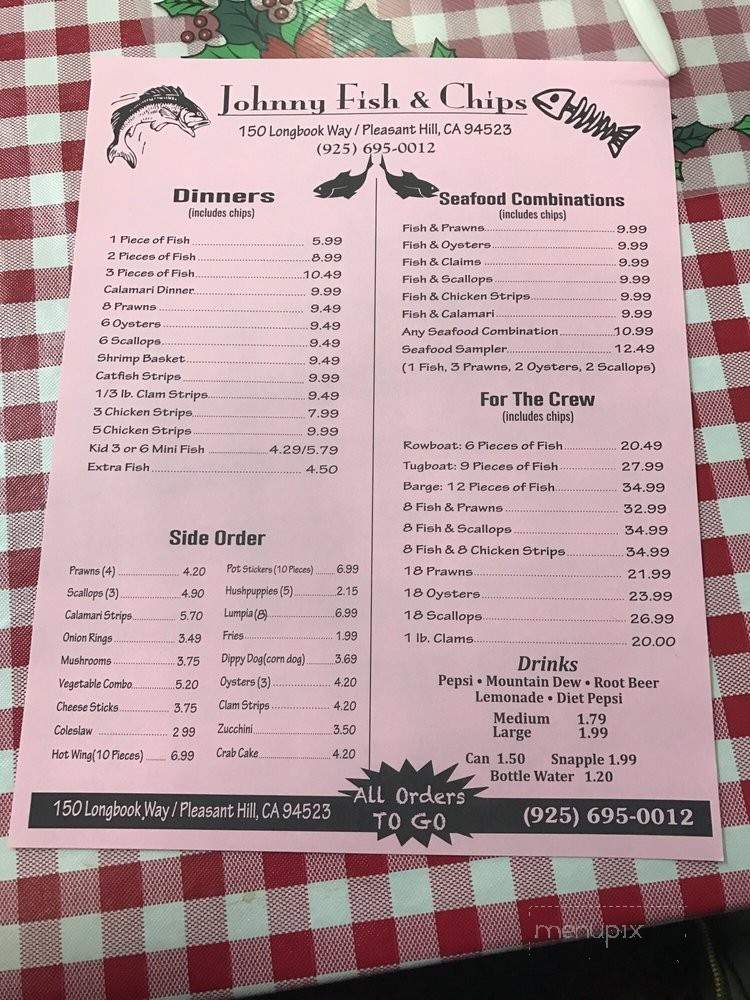 Johnny Fish & Chips
150 Longbook Way / Pleasant Hill, CA 94523
(925) 695-0012
Dinners
(includes chips)
1 Piece of Fish 5.99
2 Pieces of Fish 8.99
3 Pieces of Fish 10.49
Calamari Dinner 9.99
8 Prawns 9.49
6 Oysters 9.49
6 Scallops 9.49
Shrimp Basket 9.49
Catfish Strips 9.99
1/3 lb. Clam Strips 9.49
3 Chicken Strips 7.99
5 Chicken Strips 9.99
Kid 3 or 6 Mini Fish 4.29/5.79
Extra Fish 4.50
Side Order
Prawns (4) 4.20
Scallops (3) 4.90
Calamari Strips 5.70
Onion Rings 3.49
Mushrooms 3.75
Vegetable Combo 5.20
Cheese Sticks 3.75
Coleslaw 2 99
Hot Wing(10 Pieces) 6.99
Pot Stickers (10 Pieces) 6.99
Hushpuppies (5) 2.15
Lumpia (8) 6.99
Fries 1.99
Dippy Dog(corn dog) 3.69
Oysters (3) 4.20
Clam Strips 4.20
Zucchini 3.50
Crab Cake 4.20
Seafood Combinations
(includes chips)
Fish & Prawns 9.99
Fish & Oysters 9.99
Fish & Claims 9.99
Fish & Scallops 9.99
Fish & Chicken Strips 9.99
Fish & Calamari 9.99
Any Seafood Combination 10.99
Seafood Sampler 12.49
(1 Fish, 3 Prawns, 2 Oysters, 2 Scallops)
For The Crew
(includes chips)
Rowboat: 6 Pieces of Fish 20.49
Tugboat: 9 Pieces of Fish 27.99
Barge: 12 Pieces of Fish 34.99
8 Fish & Prawns 32.99
8 Fish & Scallops 34.99
8 Fish & 8 Chicken Strips 34.99
18 Prawns 21.99
18 Oysters 23.99
18 Scallops 26.99
1 lb. Clams 20.00
Drinks
Pepsi • Mountain Dew • Root Beer
Lemonade • Diet Pepsi
Medium 1.79
Large 1.99
Can 1.50 Snapple 1.99
Bottle Water 1.20
150 Longbook Way / Pleasant Hill, CA 94523
All Orders
TO GO
(925) 695-0012
menupix